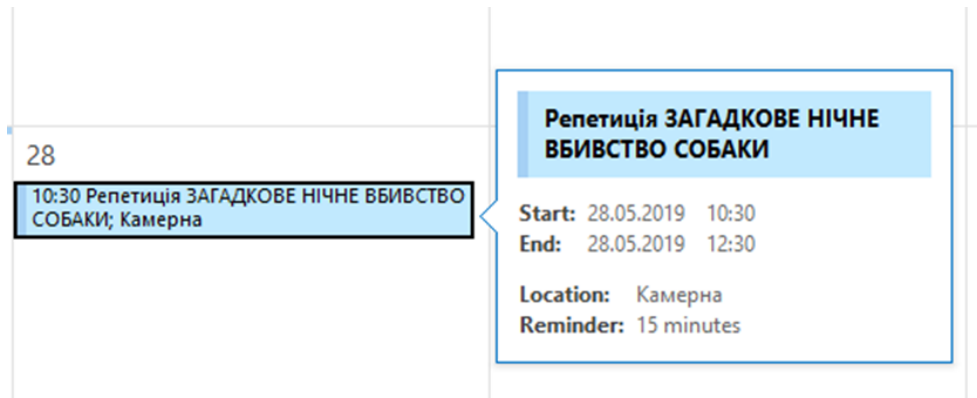 28
10:30 Репетиція ЗАГАДКОВЕ НІЧНЕ ВБИВСТВО
СОБАКИ; Камерна
Репетиція ЗАГАДКОВЕ НІЧНЕ
ВБИВСТВО СОБАКИ
Start: 28.05.2019 10:30
End: 28.05.2019 12:30
Location: Камерна
Reminder: 15 minutes